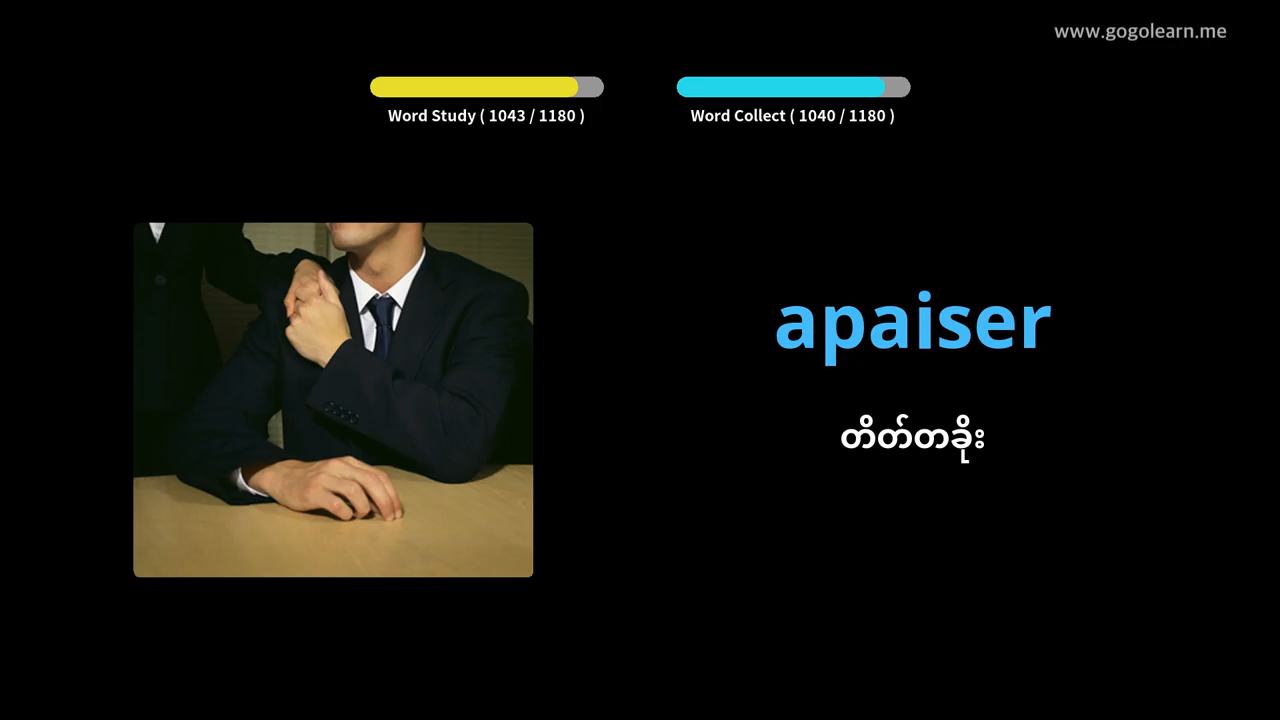 www.gogolearn.me
Word Study ( 1043 / 1180 )
Word Collect ( 1040 / 1180 )
apaiser
တိတ်တခိုး